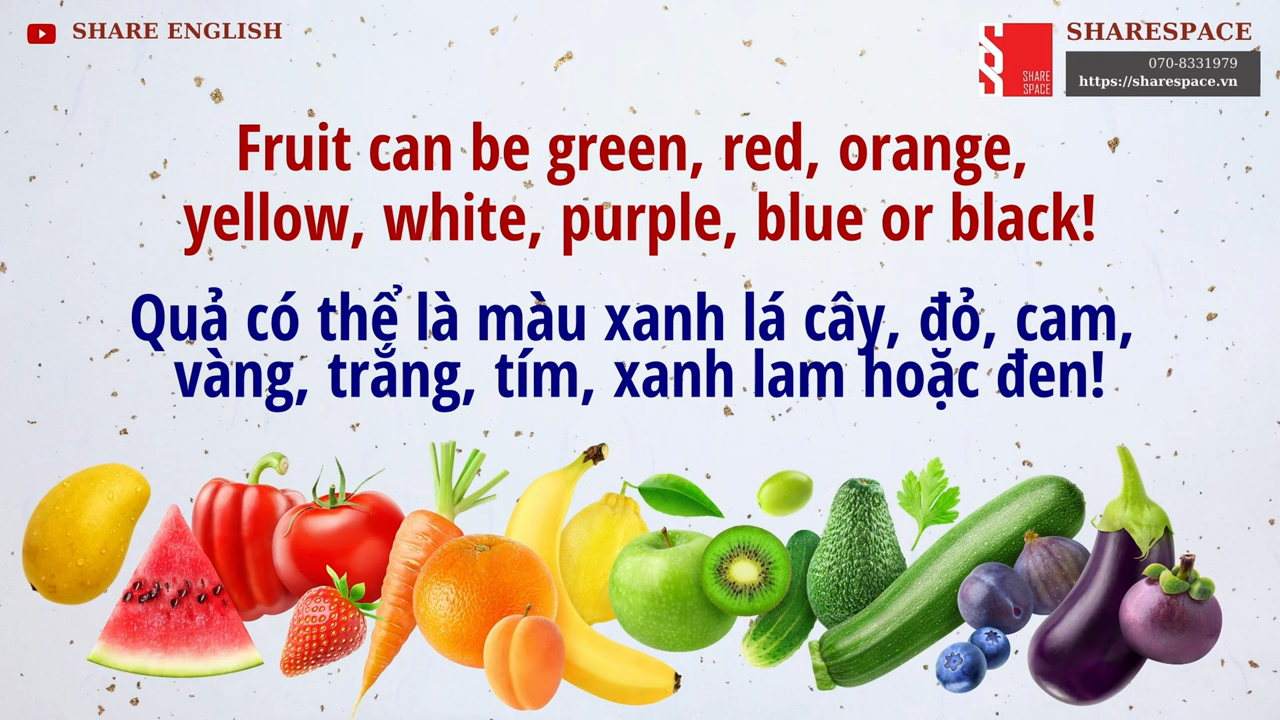 SHARE ENGLISH
SHARESPACE
SHARE
SPACE
070-8331979
https://sharespace.vn
Fruit can be green, red, orange,
yellow, white, purple, blue or black!
Quả có thể là màu xanh lá cây, đỏ, cam,
vàng, trắng, tím, xanh lam hoặc đen!